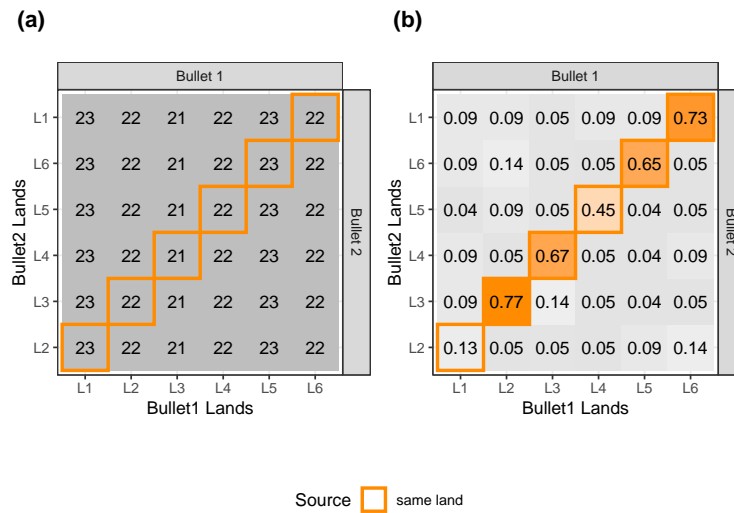 (a)
(b)
Bullet 1
Bullet 1
L1 23 22 21 22 23 22
L6 23 22 21 22 23 22
L5 23 22 21 22 23 22
L4 23 22 21 22 23 22
L3 23 22 21 22 23 22
L2 23 22 21 22 23 22
Bullet2 Lands
Bullet 2
L1 L2 L3 L4 L5 L6
Bullet1 Lands
L1 0.09 0.09 0.05 0.09 0.09 0.73
L6 0.09 0.14 0.05 0.05 0.65 0.05
L5 0.04 0.09 0.05 0.45 0.04 0.05
L4 0.09 0.05 0.67 0.05 0.04 0.09
L3 0.09 0.77 0.14 0.05 0.04 0.05
L2 0.13 0.05 0.05 0.05 0.09 0.14
Bullet2 Lands
Bullet 2
L1 L2 L3 L4 L5 L6
Bullet1 Lands
Source same land